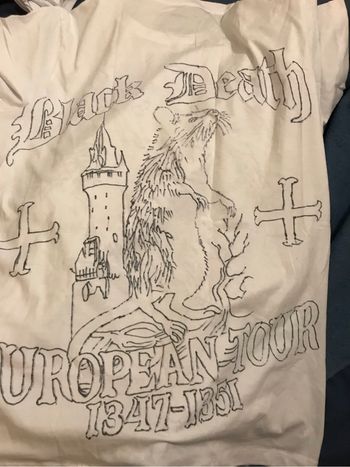 Black Death
UROPEAN TOUR
1347-1351